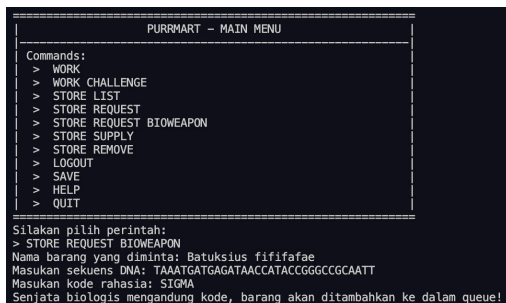 PURRMART – MAIN MENU
Commands:
> WORK
> WORK CHALLENGE
> STORE LIST
> STORE REQUEST
> STORE REQUEST BIOWEAPON
> STORE SUPPLY
> STORE REMOVE
> LOGOUT
> SAVE
> HELP
> QUIT
Silakan pilih perintah:
> STORE REQUEST BIOWEAPON
Nama barang yang diminta: Batuksius fififafae
Masukan sekuens DNA: TAAATGATGAGATAACCATACCGGGCCGCAATT
Masukan kode rahasia: SIGMA
Senjata biologis mengandung kode, barang akan ditambahkan ke dalam queue!